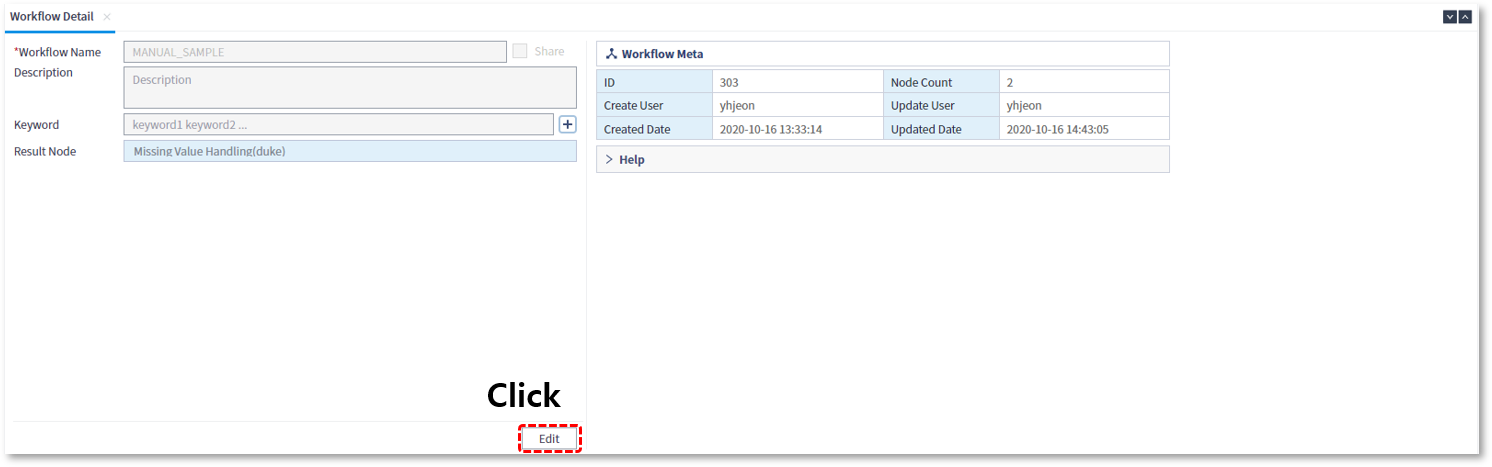 Workflow Detail
*Workflow Name MANUAL_SAMPLE Share
Description Description
Keyword keyword1 keyword2 ...
Result Node Missing Value Handling(duke)
Click
Edit
Workflow Meta
ID 303 Node Count 2
Create User yhjeon Update User yhjeon
Created Date 2020-10-16 13:33:14 Updated Date 2020-10-16 14:43:05
Help